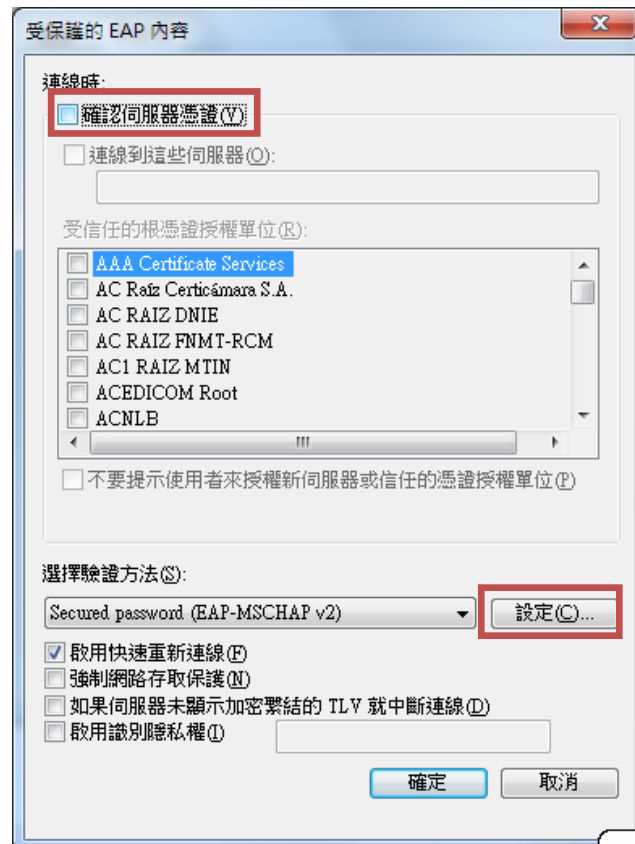 受保護的 EAP 內容
連線時:
確認伺服器憑證(V)
連線到這些伺服器(O):
受信任的根憑證授權單位(R):
AAA Certificate Services
AC Raíz Certicámara S.A.
AC RAIZ DNIE
AC RAIZ FNMT-RCM
AC1 RAIZ MTIN
ACEDICOM Root
ACNLB
不要提示使用者來授權新伺服器或信任的憑證授權單位(P)
選擇驗證方法(S):
Secured password (EAP-MSCHAP v2) 設定(C)...
啟用快速重新連線(F)
強制網路存取保護(N)
如果伺服器未顯示加密繫結的 TLV 就中斷連線(D)
啟用識別隱私權(I)
確定 取消